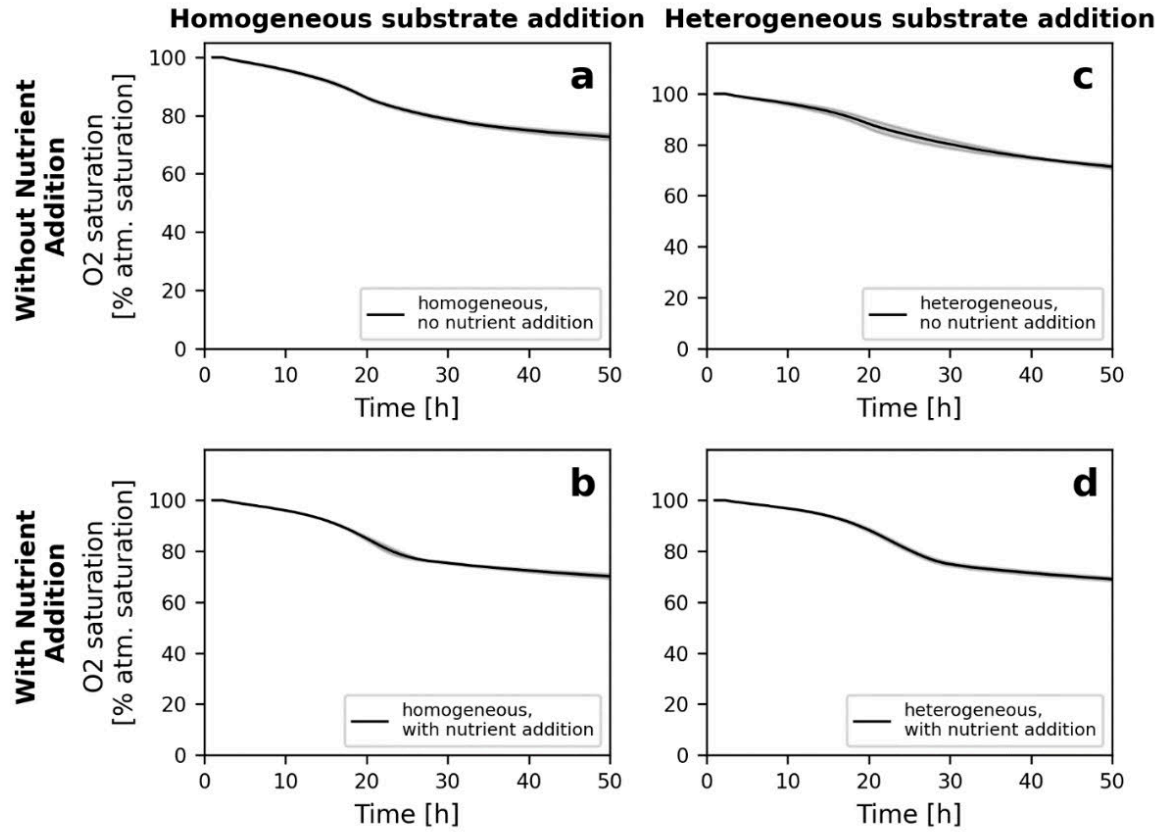 Homogeneous substrate addition
Heterogeneous substrate addition
Without Nutrient
Addition
O2 saturation
[% atm. saturation]
100
80
60
40
20
0
a
homogeneous,
no nutrient addition
0 10 20 30 40 50
Time [h]
100
80
60
40
20
0
c
heterogeneous,
no nutrient addition
0 10 20 30 40 50
Time [h]
With Nutrient
Addition
O2 saturation
[% atm. saturation]
100
80
60
40
20
0
b
homogeneous,
with nutrient addition
0 10 20 30 40 50
Time [h]
100
80
60
40
20
0
d
heterogeneous,
with nutrient addition
0 10 20 30 40 50
Time [h]